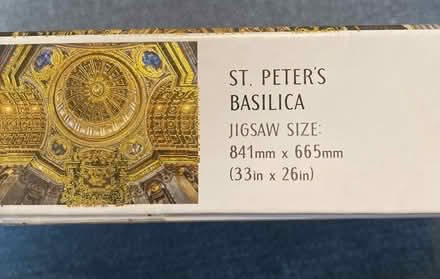 ST. PETER'S
BASILICA
JIGSAW SIZE:
841mm x 665mm
(33in x 26in)